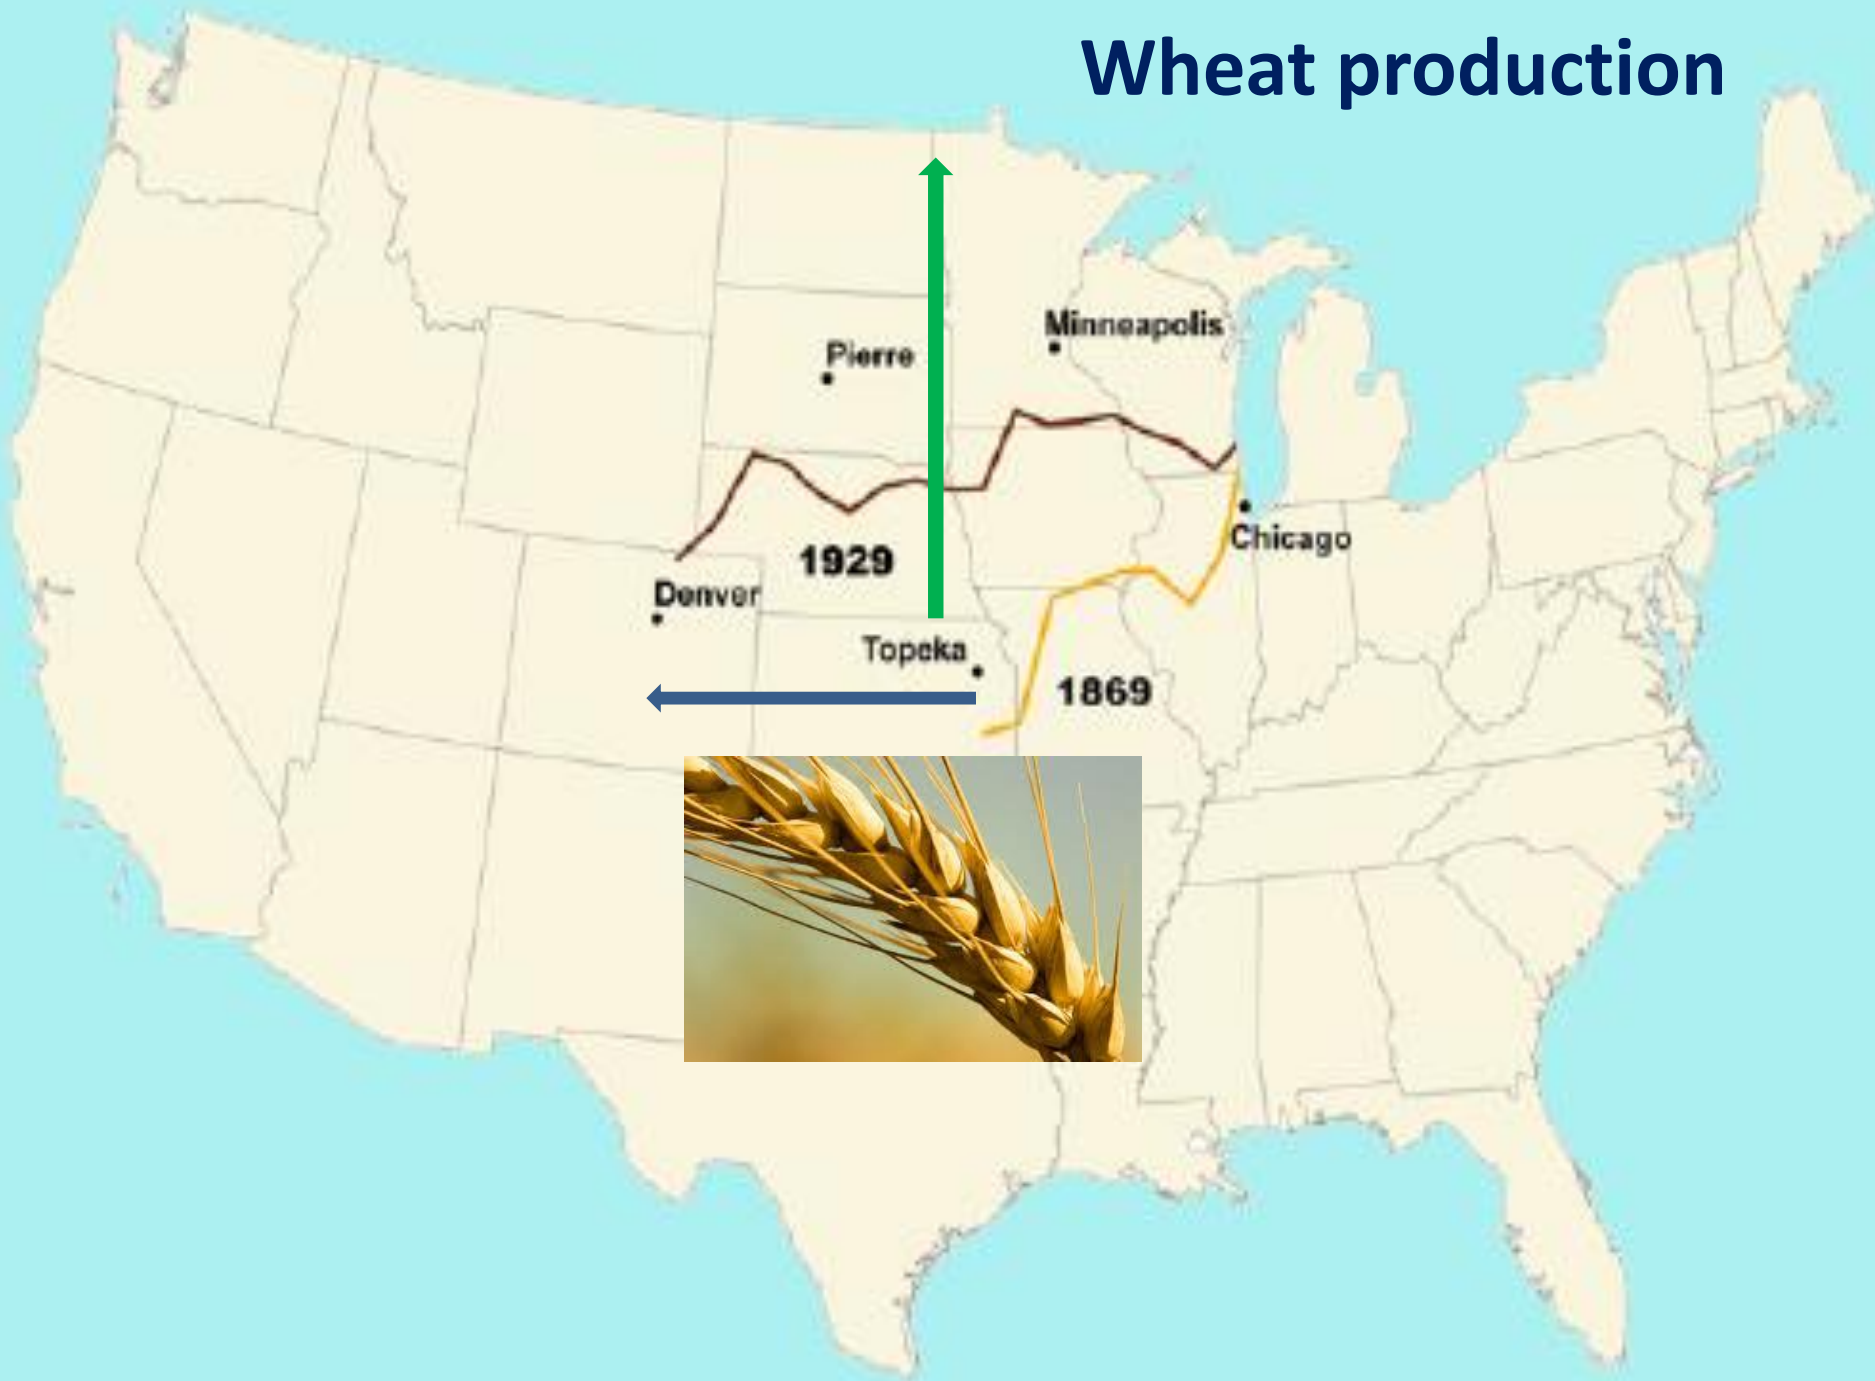 Wheat production
Minneapolis
Pierre
Chicago
1929
Denver
Topeka
1869